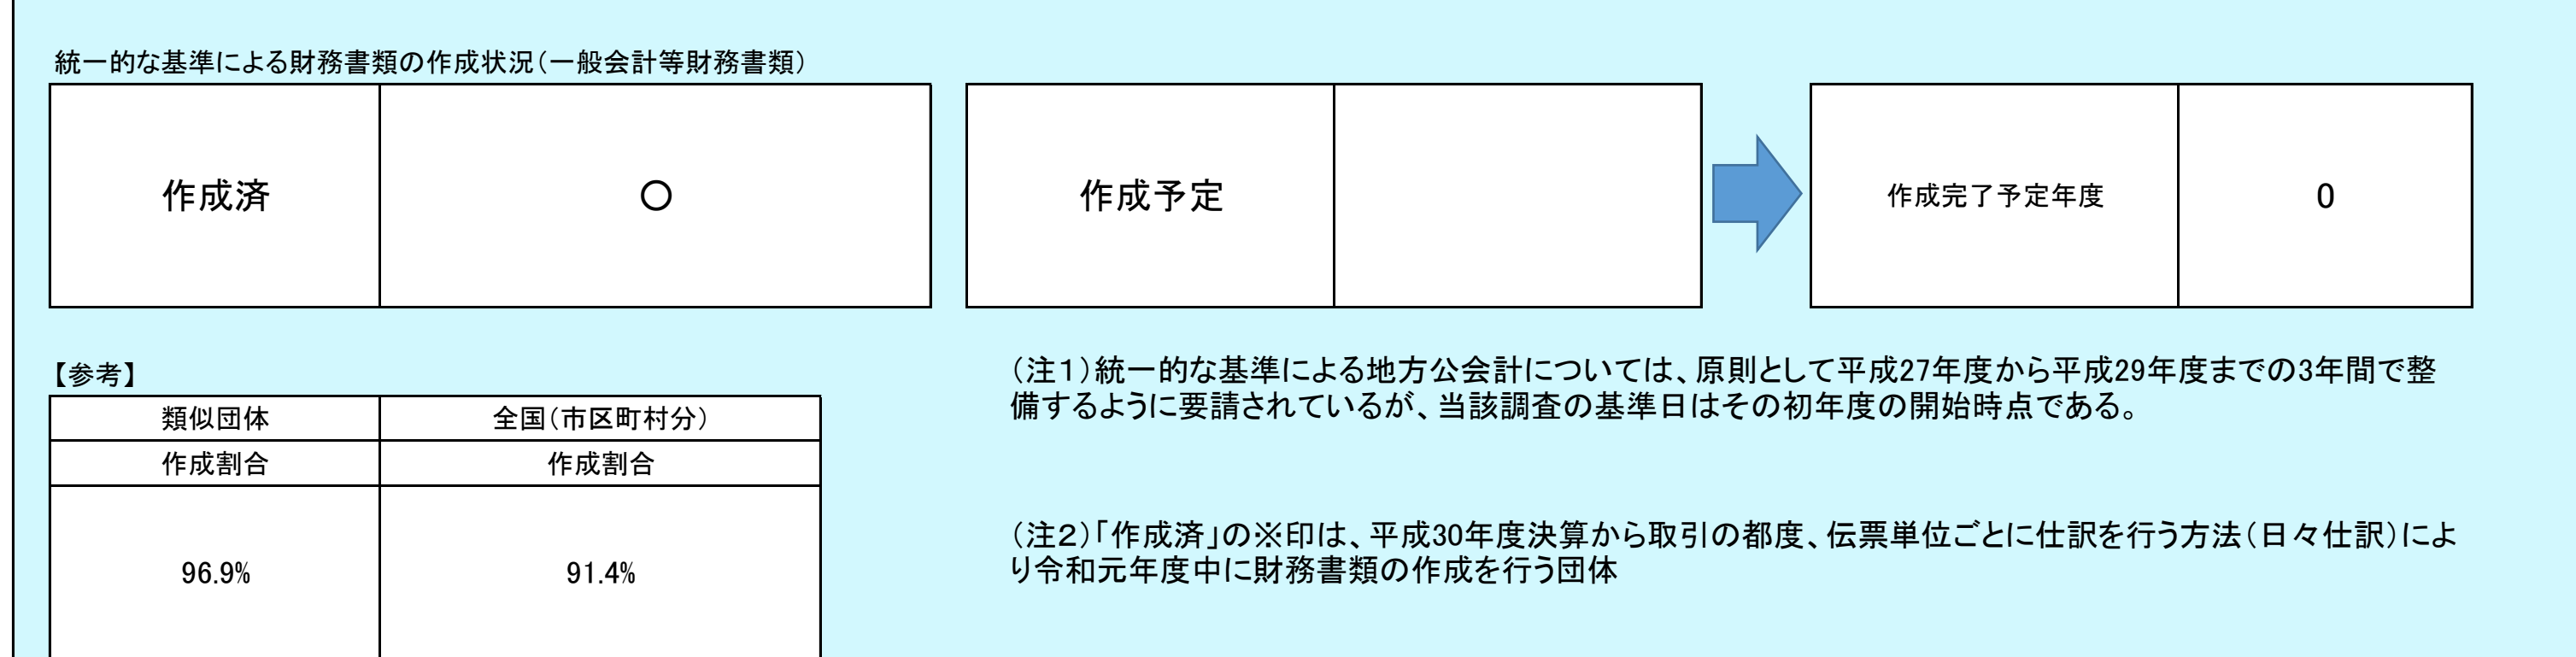 統一的な基準による財務書類の作成状況（一般会計等財務書類）
作成済 ○ 作成予定 作成完了予定年度 0
【参考】
類似団体 全国（市区町村分）
作成割合 作成割合
96.9% 91.4%
（注１）統一的な基準による地方公会計については、原則として平成27年度から平成29年度までの3年間で整
備するように要請されているが、当該調査の基準日はその初年度の開始時点である。
（注２）「作成済」の※印は、平成30年度決算から取引の都度、伝票単位ごとに仕訳を行う方法（日々仕訳）によ
り令和元年度中に財務書類の作成を行う団体